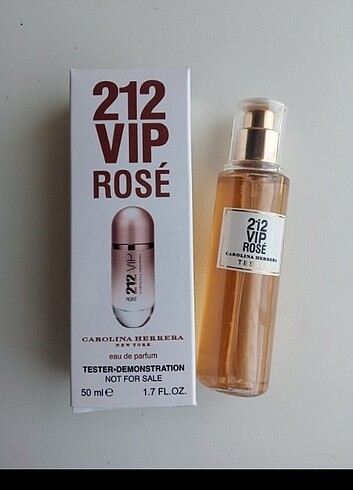 212
VIP
ROSÉ
212 VIP
ROSÉ
CAROLINA HERRERA
NEW YORK
eau de parfum
TESTER-DEMONSTRATION
NOT FOR SALE
50 ml℮ 1.7 FL.OZ.
212
VIP
ROSÉ
CAROLINA HERRERA